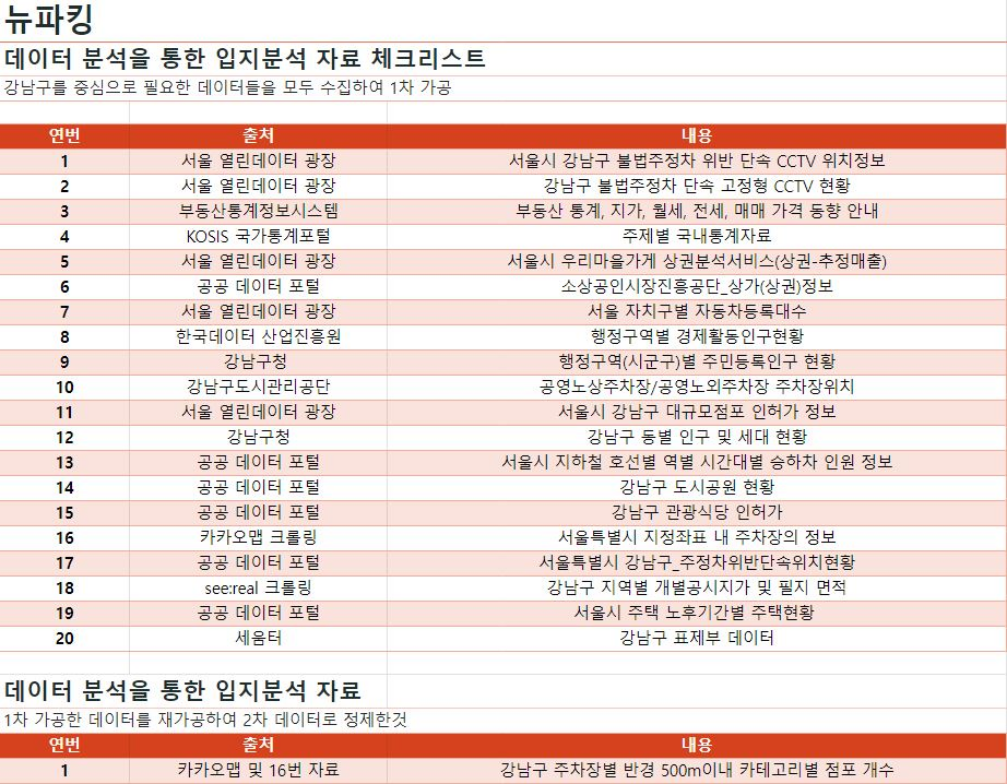 뉴파킹
데이터 분석을 통한 입지분석 자료 체크리스트
강남구를 중심으로 필요한 데이터들을 모두 수집하여 1차 가공
연번 출처 내용
1 서울 열린데이터 광장 서울시 강남구 불법주정차 위반 단속 CCTV 위치정보
2 서울 열린데이터 광장 강남구 불법주정차 단속 고정형 CCTV 현황
3 부동산통계정보시스템 부동산 통계, 지가, 월세, 전세, 매매 가격 동향 안내
4 KOSIS 국가통계포털 주제별 국내통계자료
5 서울 열린데이터 광장 서울시 우리마을가게 상권분석서비스(상권-추정매출)
6 공공 데이터 포털 소상공인시장진흥공단_상가(상권)정보
7 서울 열린데이터 광장 서울 자치구별 자동차등록대수
8 한국데이터 산업진흥원 행정구역별 경제활동인구현황
9 강남구청 행정구역(시군구)별 주민등록인구 현황
10 강남구도시관리공단 공영노상주차장/공영노외주차장 주차장위치
11 서울 열린데이터 광장 서울시 강남구 대규모점포 인허가 정보
12 강남구청 강남구 동별 인구 및 세대 현황
13 공공 데이터 포털 서울시 지하철 호선별 역별 시간대별 승하차 인원 정보
14 공공 데이터 포털 강남구 도시공원 현황
15 공공 데이터 포털 강남구 관광식당 인허가
16 카카오맵 크롤링 서울특별시 지정좌표 내 주차장의 정보
17 공공 데이터 포털 서울특별시 강남구_주정차위반단속위치현황
18 see:real 크롤링 강남구 지역별 개별공시지가 및 필지 면적
19 공공 데이터 포털 서울시 주택 노후기간별 주택현황
20 세움터 강남구 표제부 데이터
데이터 분석을 통한 입지분석 자료
1차 가공한 데이터를 재가공하여 2차 데이터로 정제한것
연번 출처 내용
1 카카오맵 및 16번 자료 강남구 주차장별 반경 500m이내 카테고리별 점포 개수